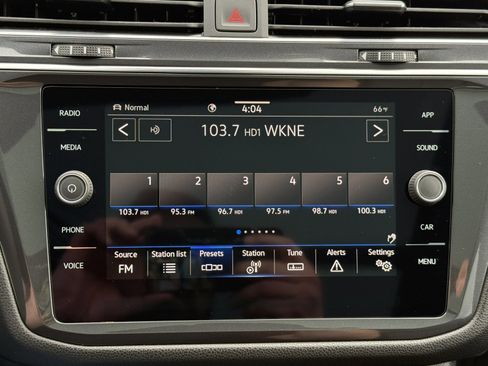 RADIO
MEDIA
PHONE
VOICE
Normal 4:04 66°F
103.7 HD1 WKNE
1 2 3 4 5 6
103.7 HD1 95.3 FM 96.7 HD1 97.5 FM 98.7 HD1 100.3 HD1
Source Station list Presets Station Tune Alerts Settings
FM
APP
SOUND
CAR
MENU